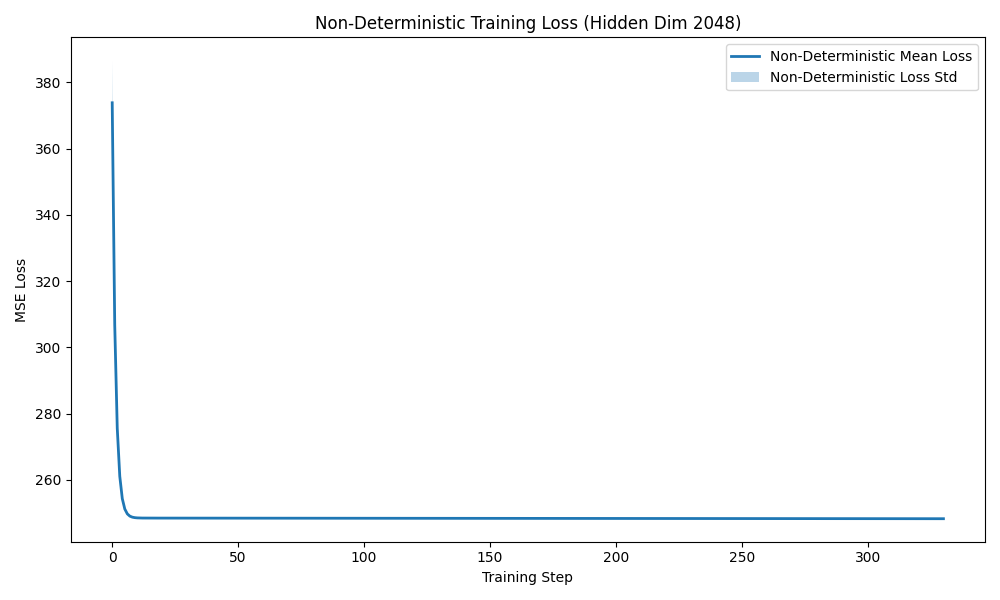 Non-Deterministic Training Loss (Hidden Dim 2048)
Non-Deterministic Mean Loss
Non-Deterministic Loss Std
MSE Loss
380
360
340
320
300
280
260
0 50 100 150 200 250 300
Training Step